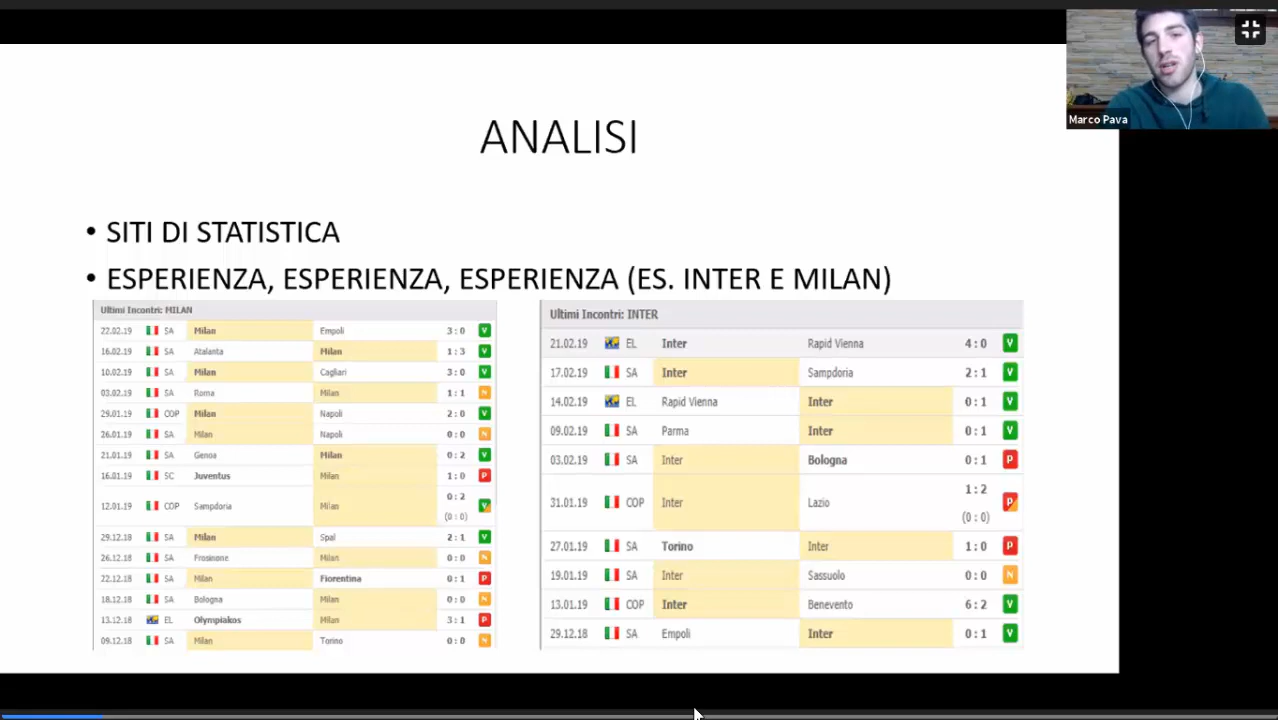 Marco Pava
ANALISI
• SITI DI STATISTICA
• ESPERIENZA, ESPERIENZA, ESPERIENZA (ES. INTER E MILAN)
Ultimi Incontri: MILAN
22.02.19 SA Milan Empoli 3 : 0 V
16.02.19 SA Atalanta Milan 1 : 3 V
10.02.19 SA Milan Cagliari 3 : 0 V
03.02.19 SA Roma Milan 1 : 1 N
29.01.19 COP Milan Napoli 2 : 0 V
26.01.19 SA Milan Napoli 0 : 0 N
21.01.19 SA Genoa Milan 0 : 2 V
16.01.19 SC Juventus Milan 1 : 0 P
12.01.19 COP Sampdoria Milan 0 : 2 (0 : 0) V
29.12.18 SA Milan Spal 2 : 1 V
26.12.18 SA Frosinone Milan 0 : 0 N
22.12.18 SA Milan Fiorentina 0 : 1 P
18.12.18 SA Bologna Milan 0 : 0 N
13.12.18 EL Olympiakos Milan 3 : 1 P
09.12.18 SA Milan Torino 0 : 0 N
Ultimi Incontri: INTER
21.02.19 EL Inter Rapid Vienna 4 : 0 V
17.02.19 SA Inter Sampdoria 2 : 1 V
14.02.19 EL Rapid Vienna Inter 0 : 1 V
09.02.19 SA Parma Inter 0 : 1 V
03.02.19 SA Inter Bologna 0 : 1 P
31.01.19 COP Inter Lazio 1 : 2 (0 : 0) P
27.01.19 SA Torino Inter 1 : 0 P
19.01.19 SA Inter Sassuolo 0 : 0 N
13.01.19 COP Inter Benevento 6 : 2 V
29.12.18 SA Empoli Inter 0 : 1 V